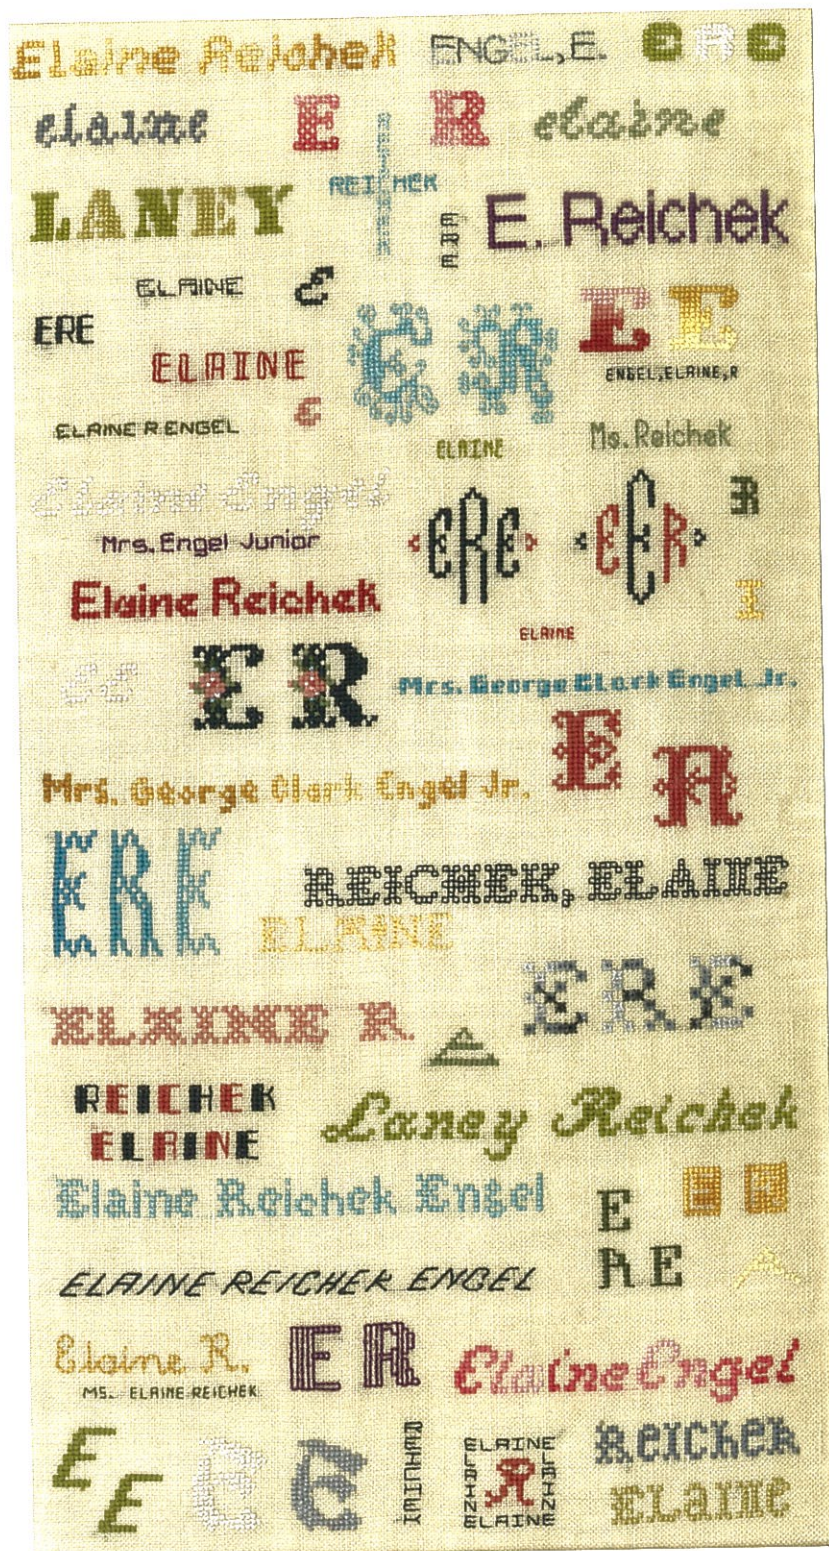 Elaine Reichek ENGEL, E. ERE
elaine E R elaine
LANEY REICHEK E. Reichek
ERE
ELAINE E
ERE
ELAINE E R E E
ENGEL,ELAINE,R
E
ELAINE R ENGEL
ELAINE Ms. Reichek
Elaine Engel
ERE EER ER
Mrs. Engel Junior
Elaine Reichek I
ELAINE
Ee ER Mrs. George Clark Engel Jr.
E R
Mrs. George Clark Engel Jr.
ERE REICHEK, ELAINE
ELAINE
ERE
ELAINE R.
REICHEK
ELAINE
Laney Reichek
Elaine Reichek Engel E R
E
RE
ELAINE REICHEK ENGEL
Elaine R. ER Elaine Engel
MS. ELAINE REICHEK
E E E E
ELAINE
ELAINE R ELAINE
ELAINE
Reichek
Elaine